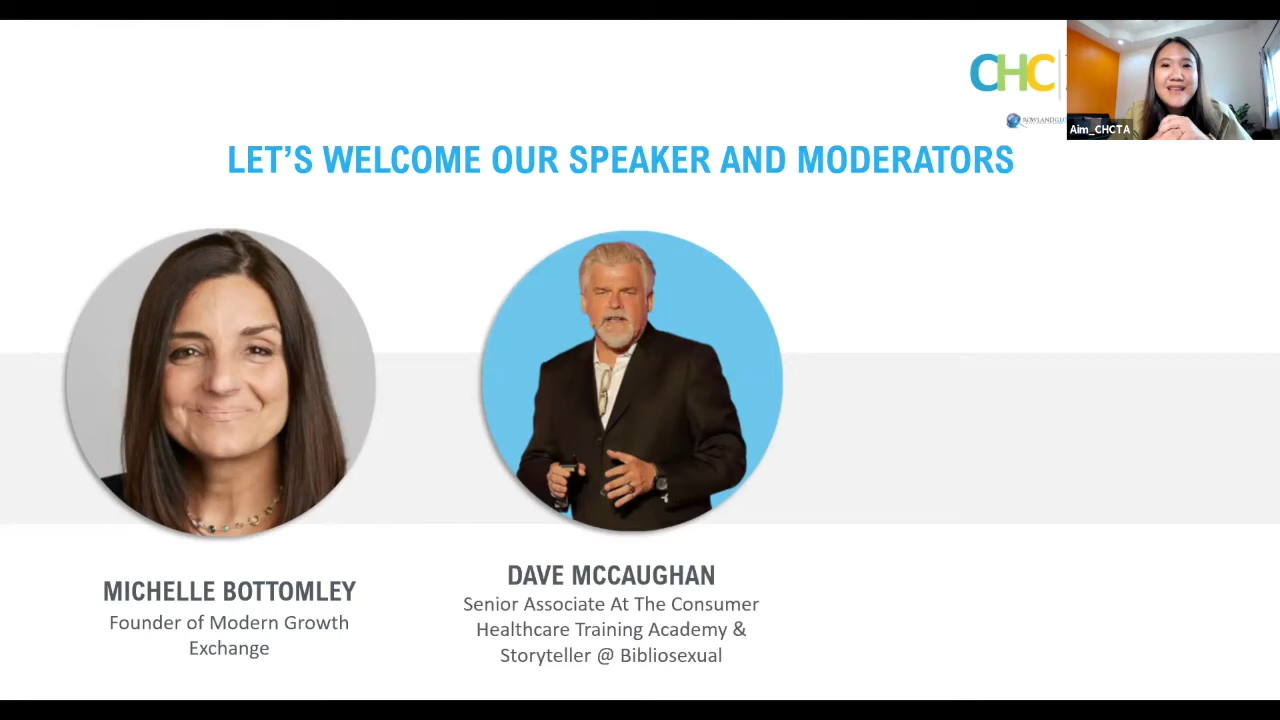 CHC
ROWLANDGLO
Aim_CHCTA
LET'S WELCOME OUR SPEAKER AND MODERATORS
MICHELLE BOTTOMLEY
Founder of Modern Growth
Exchange
DAVE MCCAUGHAN
Senior Associate At The Consumer
Healthcare Training Academy &
Storyteller @ Bibliosexual